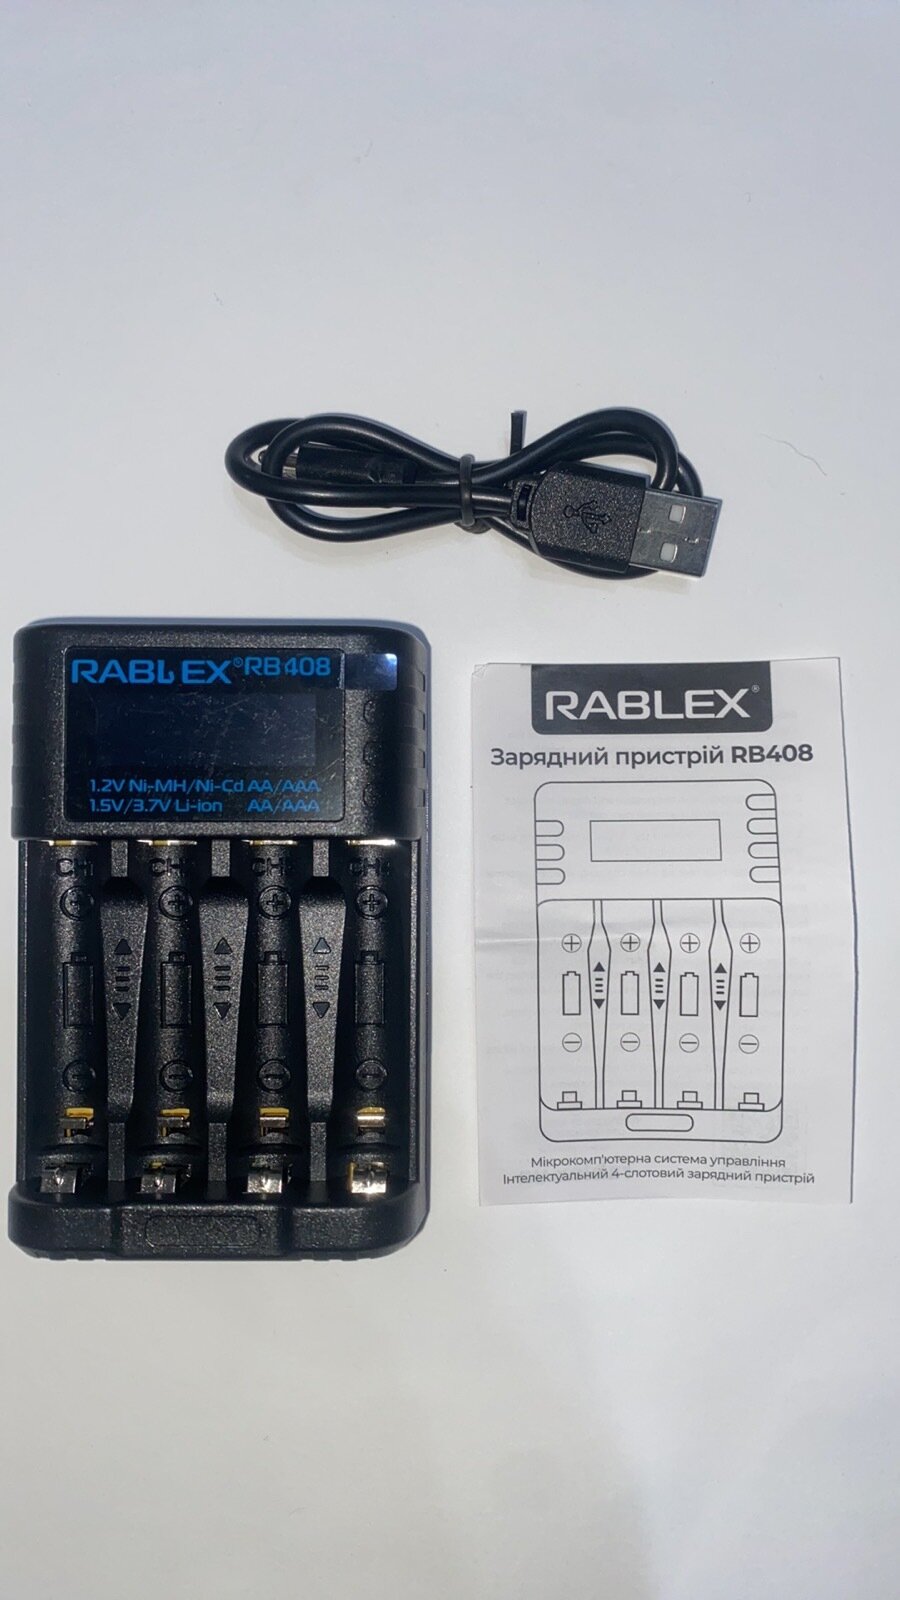 RABLEX® RB408
1.2V Ni-MH/Ni-Cd AA/AAA
1.5V/3.7V Li-ion AA/AAA
RABLEX®
Зарядний пристрій RB408
Мікрокомп'ютерна система управління
Інтелектуальний 4-слотовий зарядний пристрій